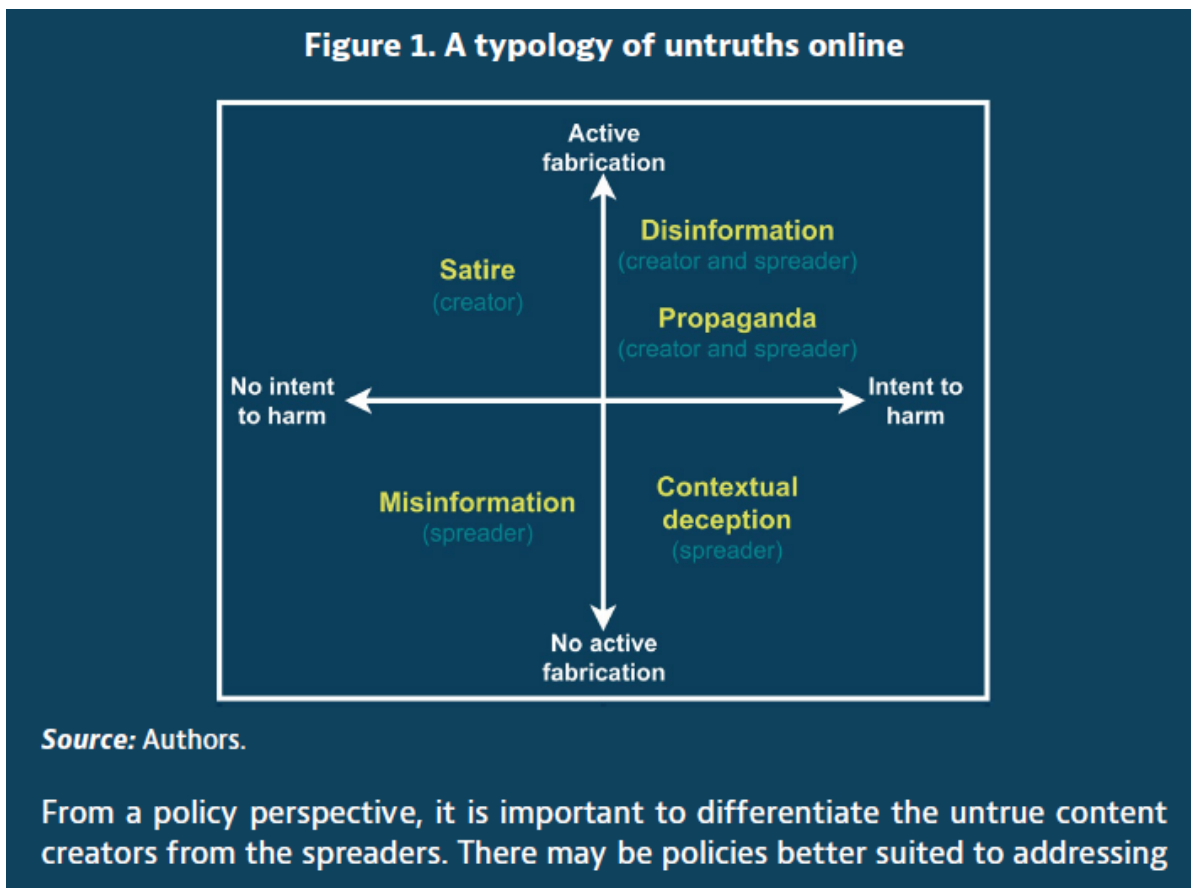 Figure 1. A typology of untruths online
Active
fabrication
Disinformation
(creator and spreader)
Satire
(creator)
Propaganda
(creator and spreader)
No intent
to harm
Intent to
harm
Misinformation
(spreader)
Contextual
deception
(spreader)
No active
fabrication
Source: Authors.
From a policy perspective, it is important to differentiate the untrue content
creators from the spreaders. There may be policies better suited to addressing